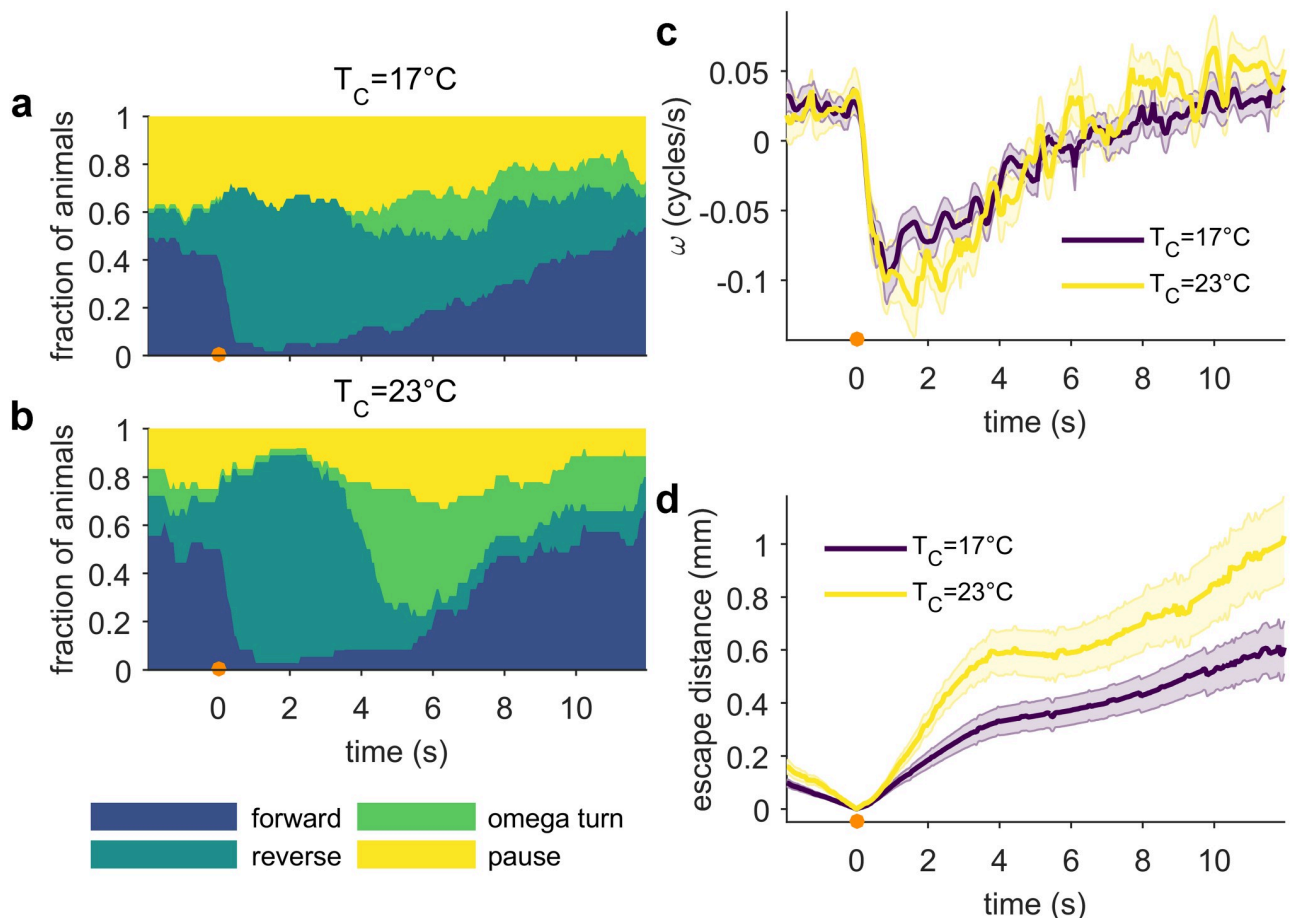 a
T_C=17°C
fraction of animals
1
0.8
0.6
0.4
0.2
0
b
T_C=23°C
fraction of animals
1
0.8
0.6
0.4
0.2
0
0 2 4 6 8 10
time (s)
forward
omega turn
reverse
pause
c
ω (cycles/s)
0.05
0
-0.05
-0.1
T_C=17°C
T_C=23°C
0 2 4 6 8 10
time (s)
d
escape distance (mm)
1
0.8
0.6
0.4
0.2
0
T_C=17°C
T_C=23°C
0 2 4 6 8 10
time (s)